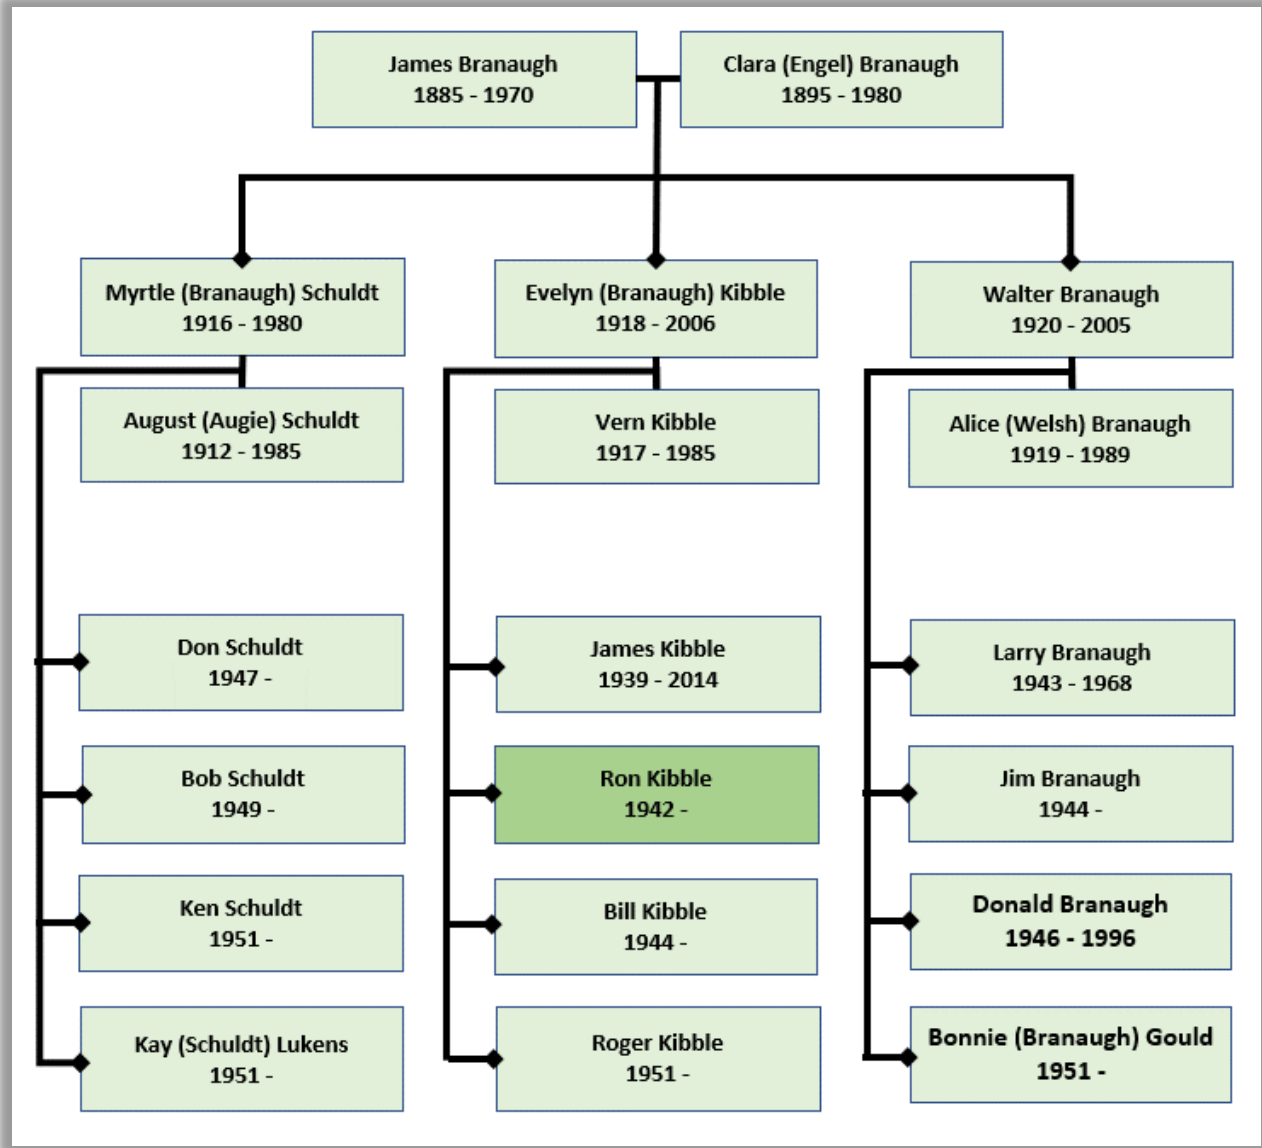 James Branaugh
1885 - 1970
Clara (Engel) Branaugh
1895 - 1980
Myrtle (Branaugh) Schuldt
1916 - 1980
Evelyn (Branaugh) Kibble
1918 - 2006
Walter Branaugh
1920 - 2005
August (Augie) Schuldt
1912 - 1985
Vern Kibble
1917 - 1985
Alice (Welsh) Branaugh
1919 - 1989
Don Schuldt
1947 -
James Kibble
1939 - 2014
Larry Branaugh
1943 - 1968
Bob Schuldt
1949 -
Ron Kibble
1942 -
Jim Branaugh
1944 -
Ken Schuldt
1951 -
Bill Kibble
1944 -
Donald Branaugh
1946 - 1996
Kay (Schuldt) Lukens
1951 -
Roger Kibble
1951 -
Bonnie (Branaugh) Gould
1951 -